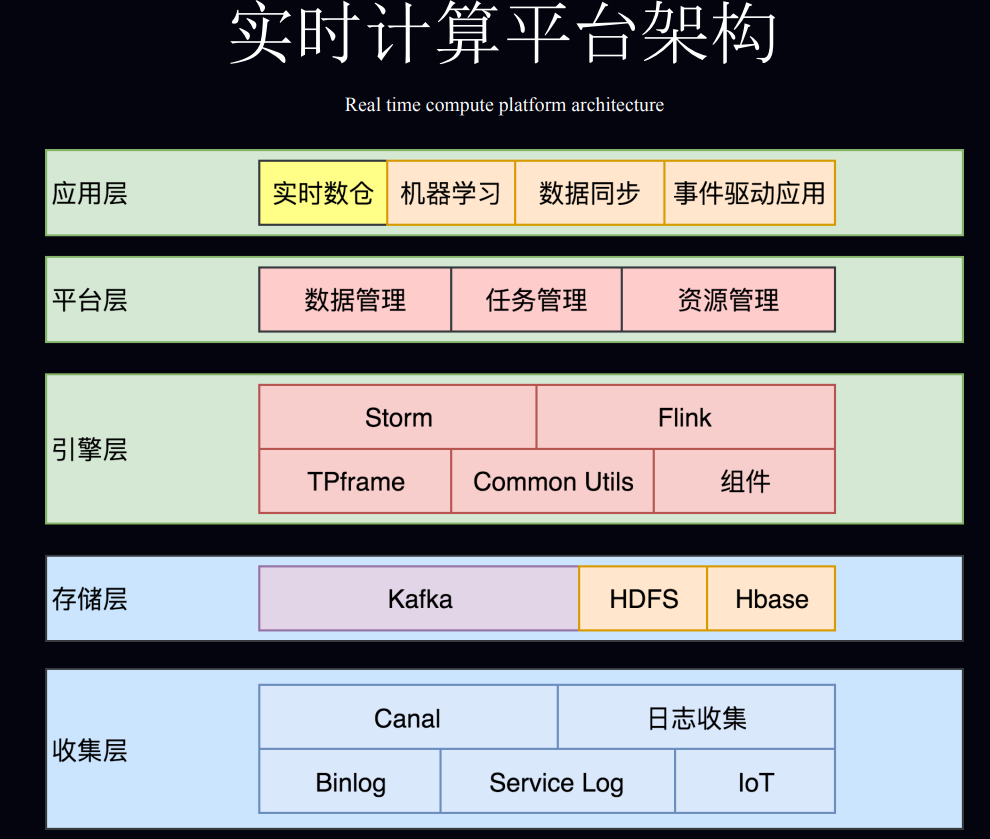 实时计算平台架构
Real time compute platform architecture
应用层 实时数仓 机器学习 数据同步 事件驱动应用
平台层 数据管理 任务管理 资源管理
Storm Flink
引擎层
TPframe Common Utils 组件
存储层 Kafka HDFS Hbase
Canal 日志收集
收集层
Binlog Service Log IoT